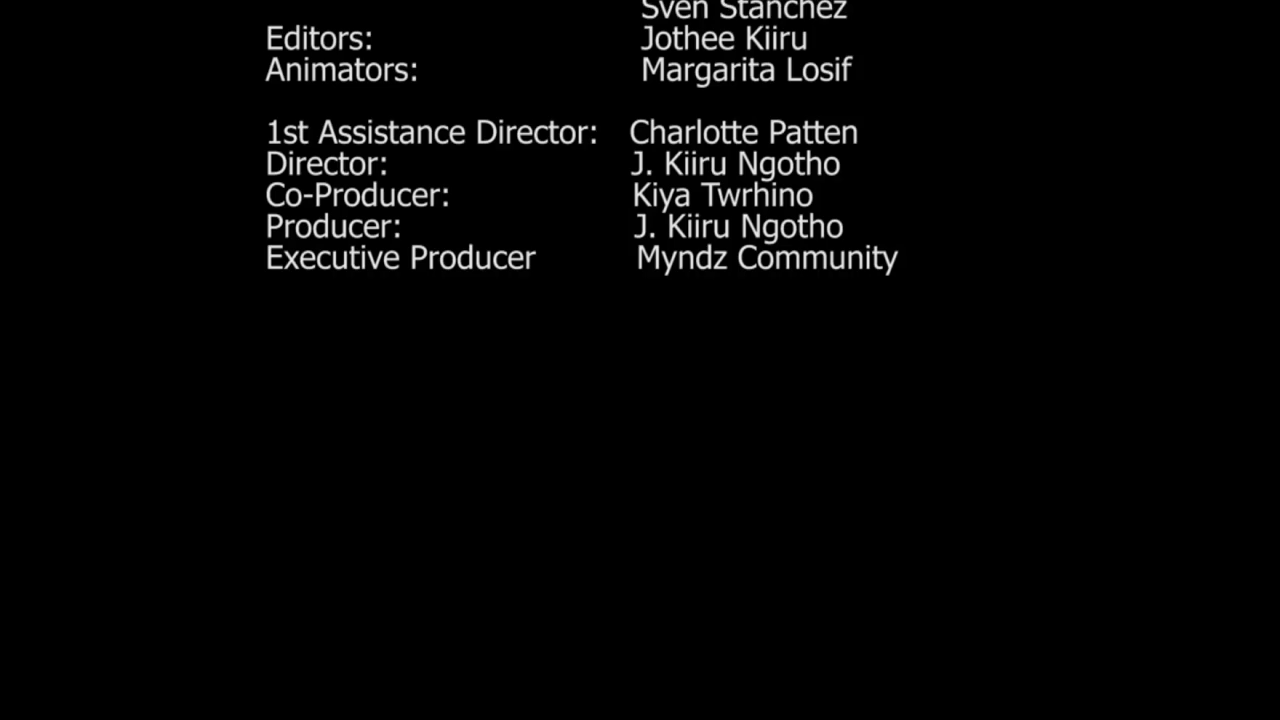 Sven Stanchez
Editors: Jothee Kiiru
Animators: Margarita Losif
1st Assistance Director: Charlotte Patten
Director: J. Kiiru Ngotho
Co-Producer: Kiya Twrhino
Producer: J. Kiiru Ngotho
Executive Producer Myndz Community